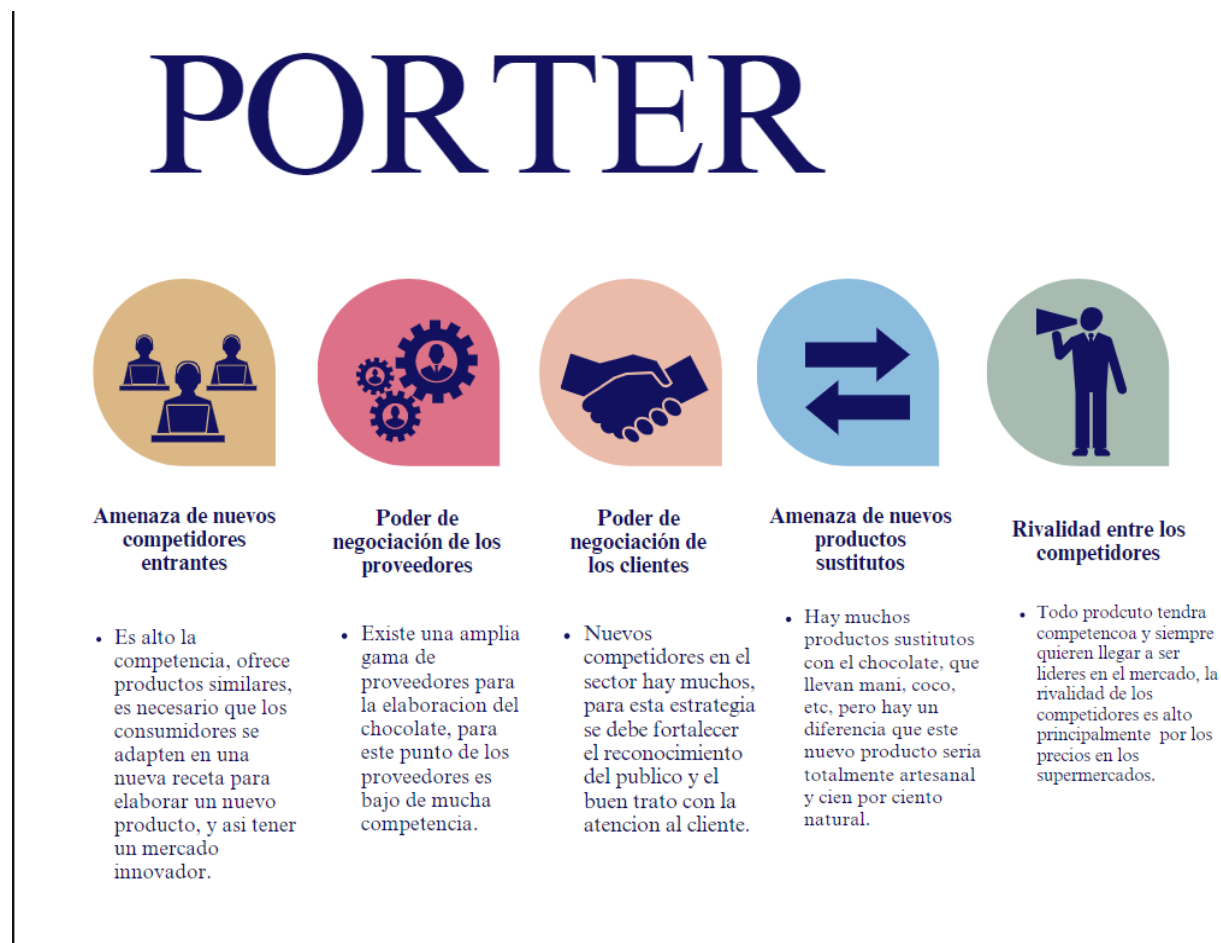 PORTER
Amenaza de nuevos
competidores
entrantes
• Es alto la
competencia, ofrece
productos similares,
es necesario que los
consumidores se
adapten en una
nueva receta para
elaborar un nuevo
producto, y asi tener
un mercado
innovador.
Poder de
negociación de los
proveedores
• Existe una amplia
gama de
proveedores para
la elaboracion del
chocolate, para
este punto de los
proveedores es
bajo de mucha
competencia.
Poder de
negociación de
los clientes
• Nuevos
competidores en el
sector hay muchos,
para esta estrategia
se debe fortalecer
el reconocimiento
del publico y el
buen trato con la
atencion al cliente.
Amenaza de nuevos
productos
sustitutos
• Hay muchos
productos sustitutos
con el chocolate, que
llevan mani, coco,
etc, pero hay un
diferencia que este
nuevo producto seria
totalmente artesanal
y cien por ciento
natural.
Rivalidad entre los
competidores
• Todo prodcuto tendra
competencoa y siempre
quieren llegar a ser
lideres en el mercado, la
rivalidad de los
competidores es alto
principalmente por los
precios en los
supermercados.